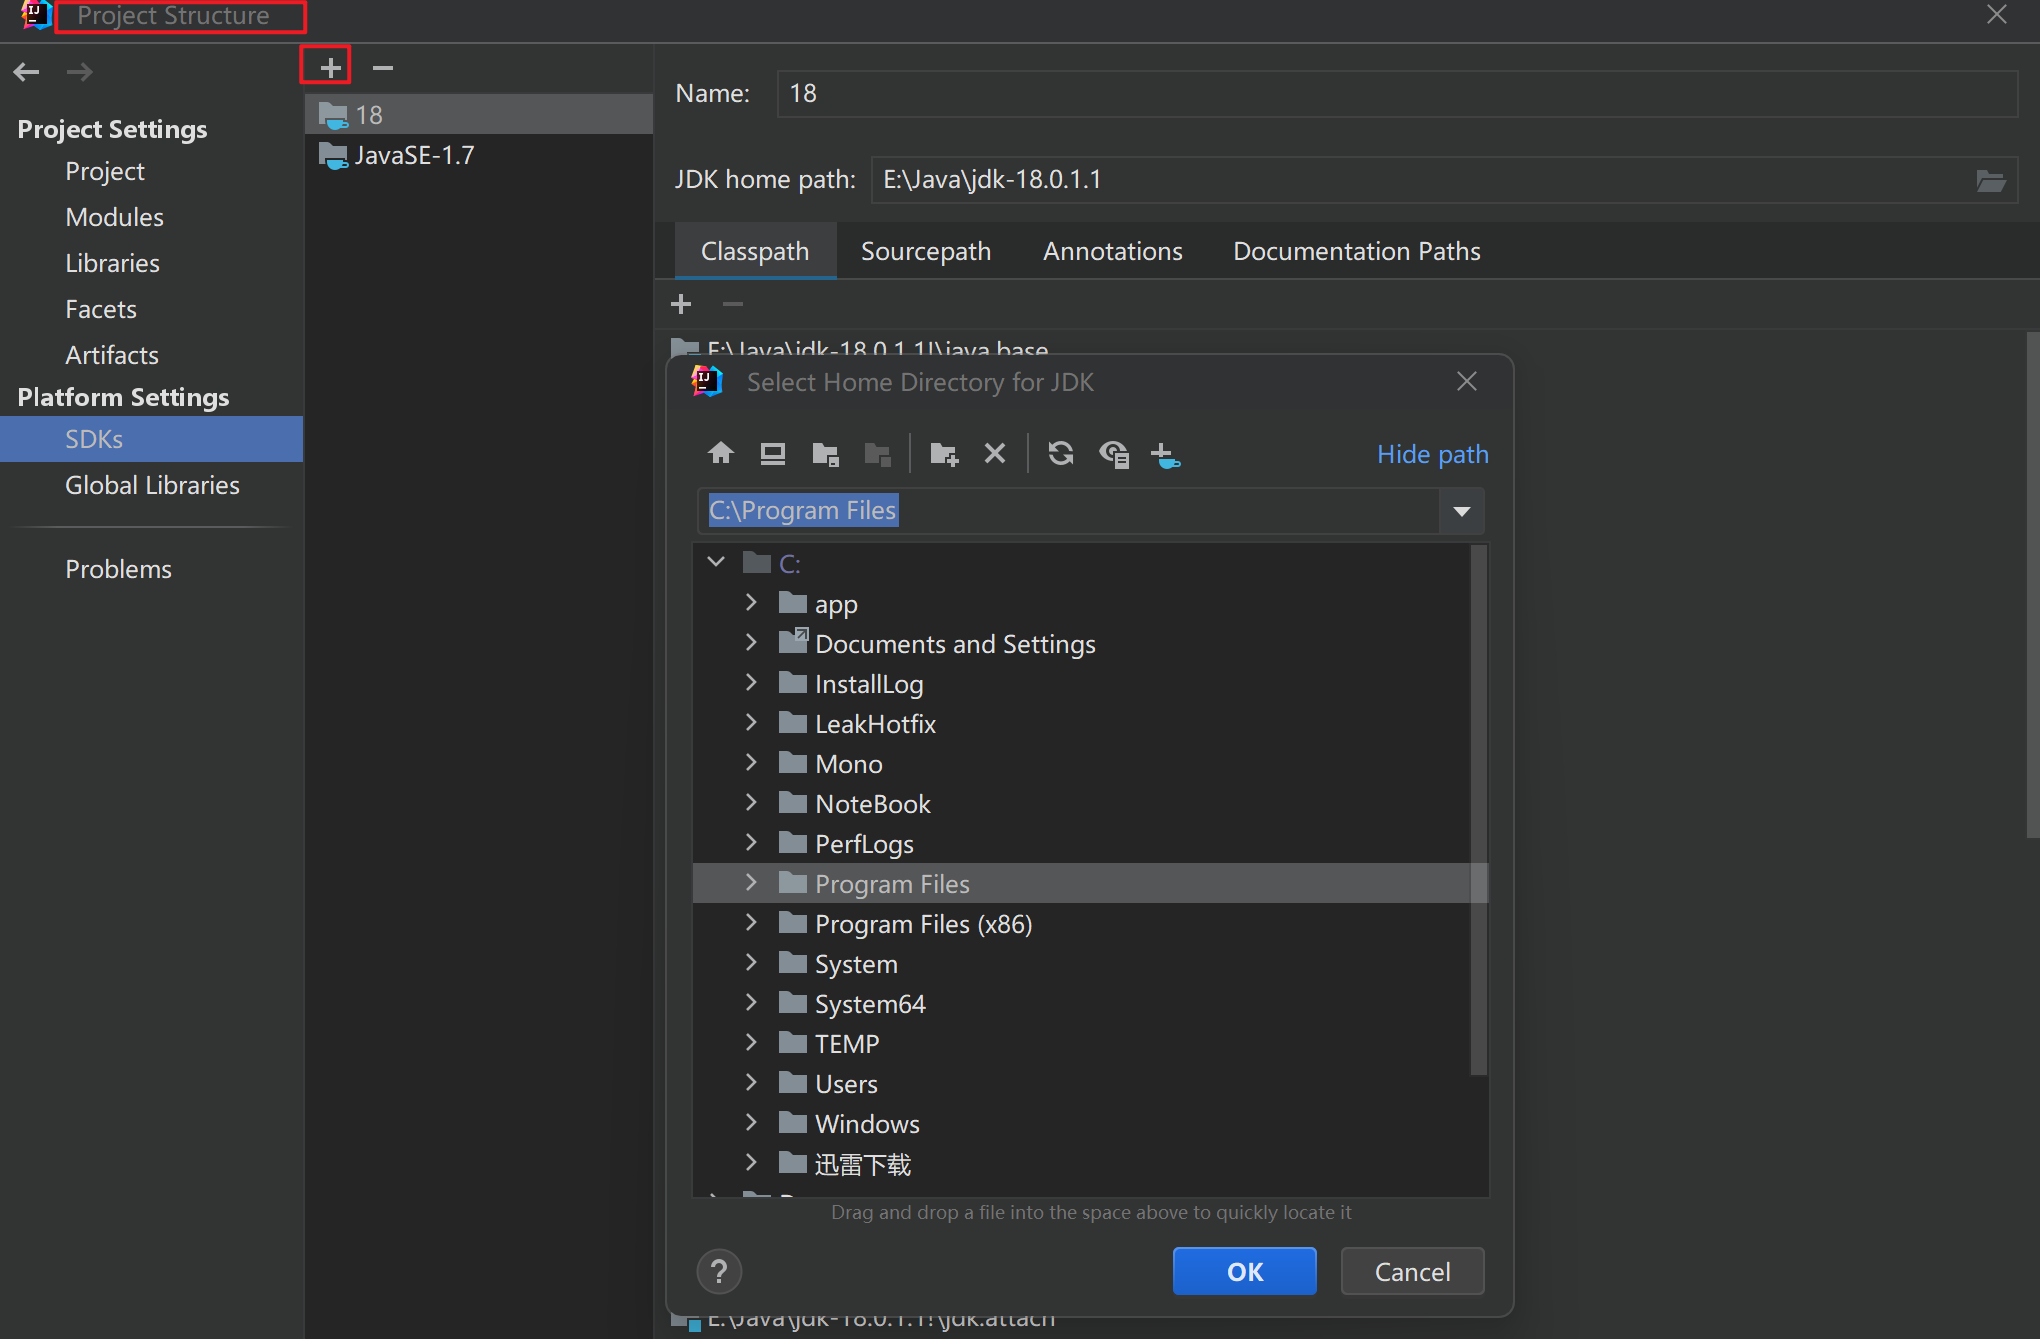 Project Structure
Project Settings
Project
Modules
Libraries
Facets
Artifacts
Platform Settings
SDKs
Global Libraries
Problems
18
JavaSE-1.7
Name: 18
JDK home path: E:\Java\jdk-18.0.1.1
Classpath Sourcepath Annotations Documentation Paths
E:\Java\jdk-18.0.1.1!\java.base
Select Home Directory for JDK
Hide path
C:\Program Files
C:
app
Documents and Settings
InstallLog
LeakHotfix
Mono
NoteBook
PerfLogs
Program Files
Program Files (x86)
System
System64
TEMP
Users
Windows
迅雷下载
Drag and drop a file into the space above to quickly locate it
? OK Cancel
E:\Java\jdk-18.0.1.1!\jdk.attach